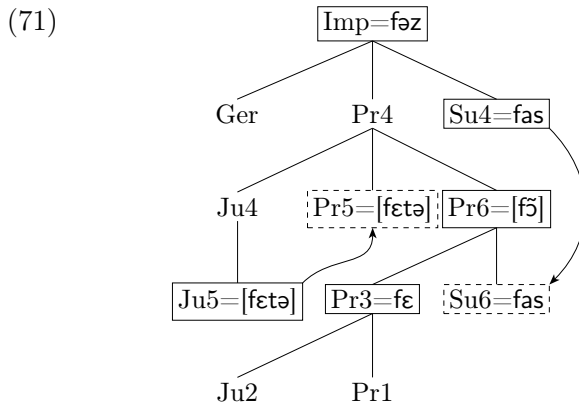 (71)
Imp=fəz
Ger Pr4 Su4=fas
Ju4 Pr5=[fɛtə] Pr6=[fɔ̃]
Ju5=[fɛtə] Pr3=fɛ Su6=fas
Ju2 Pr1